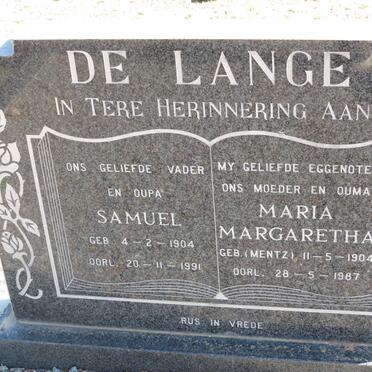 DE LANGE
IN TERE HERINNERING AAN
ONS GELIEFDE VADER
EN OUPA
SAMUEL
GEB. 4-2-1904
OORL. 20-11-1991
MY GELIEFDE EGGENOTE
ONS MOEDER EN OUMA
MARIA
MARGARETHA
GEB. (MENTZ) 11-5-1904
OORL. 28-5-1987
RUS IN VREDE